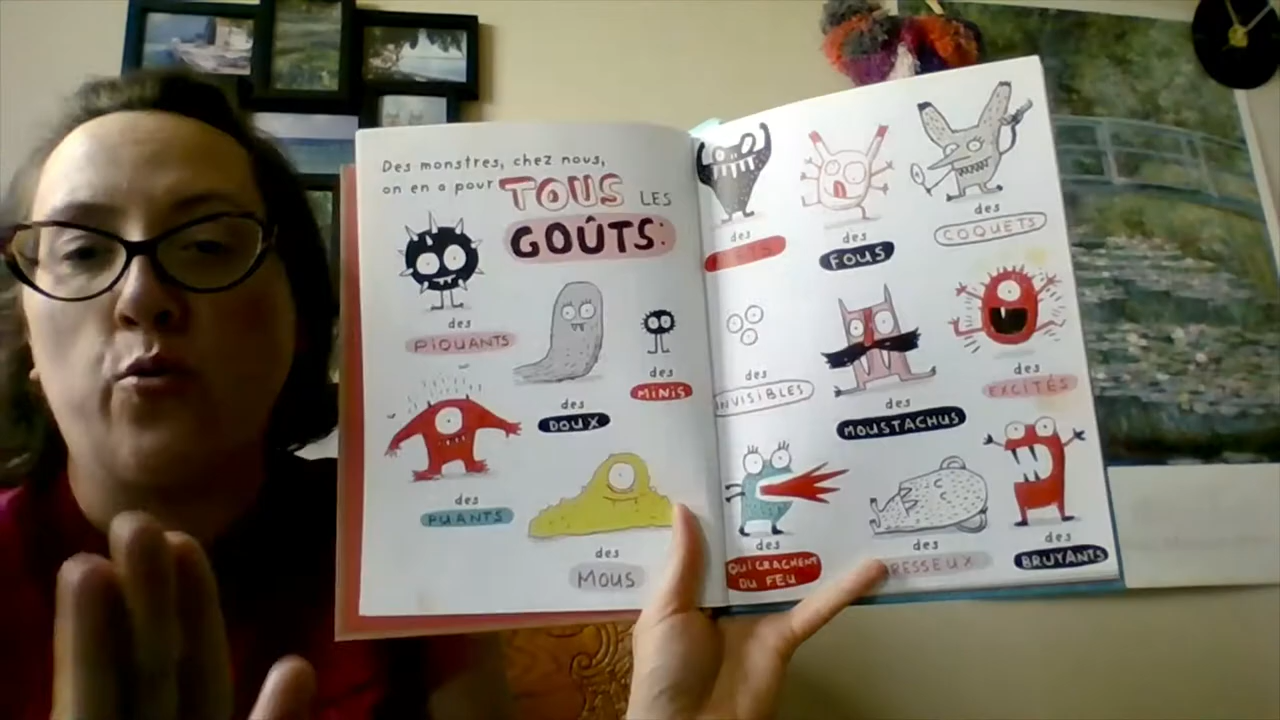 Des monstres, chez nous,
on en a pour TOUS LES
GOÛTS:
des
PIQUANTS
des
DOUX
des
MINIS
des
PUANTS
des
MOUS
des
des
FOUS
des
COQUETS
des
INVISIBLES
des
MOUSTACHUS
des
EXCITÉS
des
QUI CRACHENT
DU FEU
des
des
BRUYANTS